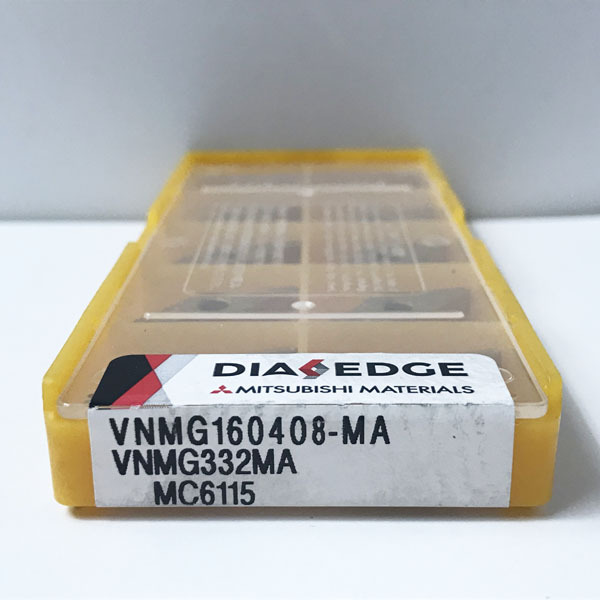 DIAEDGE
MITSUBISHI MATERIALS
VNMG160408-MA
VNMG332MA
MC6115